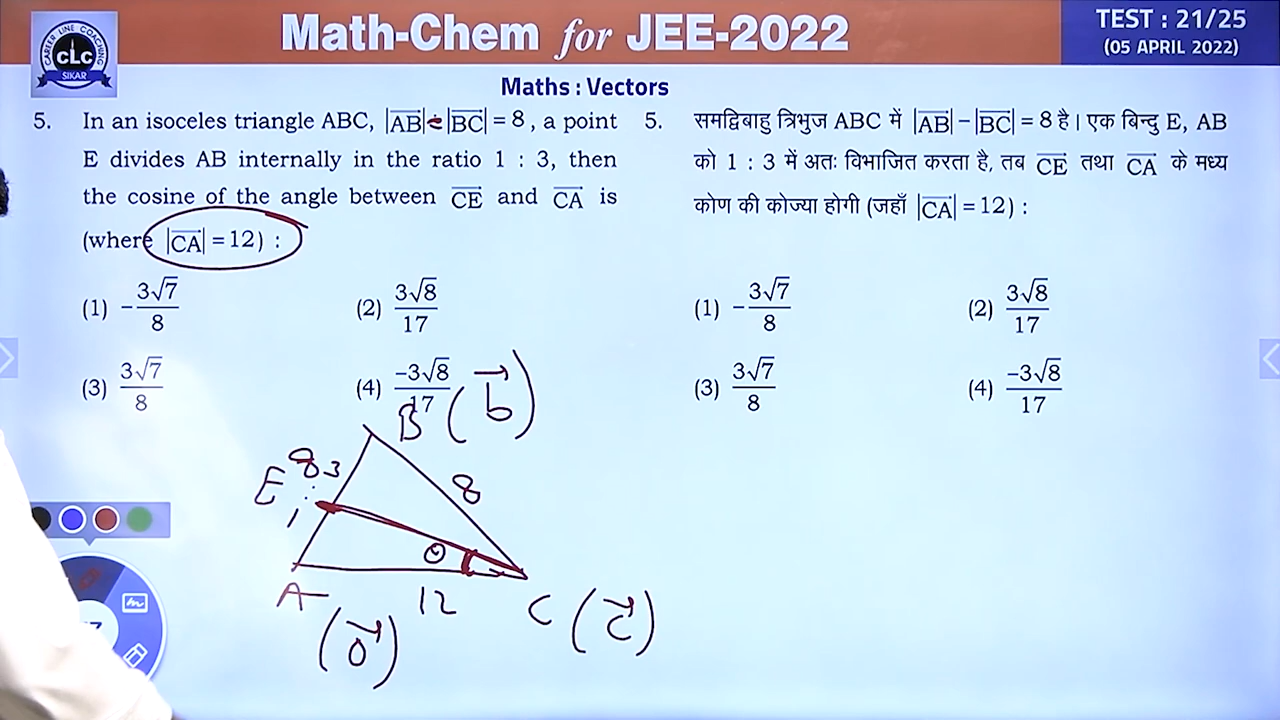 CAREER LINE COACHING
CLC
SIKAR
Math-Chem for JEE-2022
TEST : 21/25
(05 APRIL 2022)
Maths : Vectors
5. In an isoceles triangle ABC, |AB| = |BC| = 8, a point
E divides AB internally in the ratio 1 : 3, then
the cosine of the angle between CE and CA is
(where |CA| = 12) :
(1) -3√7/8
(2) 3√8/17
(3) 3√7/8
(4) -3√8/17
5. समद्विबाहु त्रिभुज ABC में |AB| - |BC| = 8 है। एक बिन्दु E, AB
को 1 : 3 में अतः विभाजित करता है, तब CE तथा CA के मध्य
कोण की कोज्या होगी (जहाँ |CA| = 12) :
(1) -3√7/8
(2) 3√8/17
(3) 3√7/8
(4) -3√8/17
B (b)
8
3
E
1
8
θ
A
12
C (c)
(o)